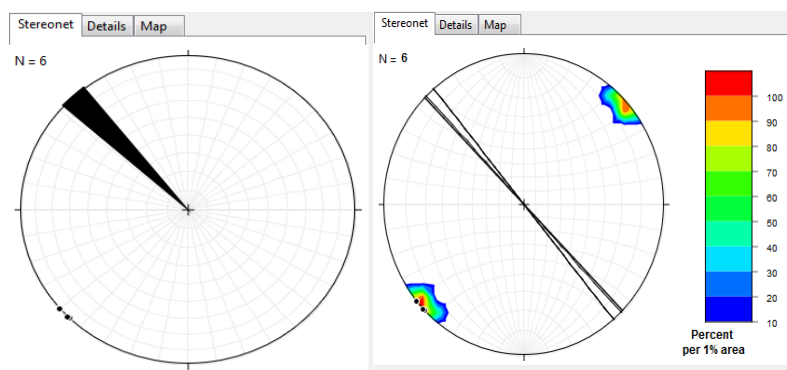 Stereonet Details Map
N = 6
Stereonet Details Map
N = 6
100
90
80
70
60
50
40
30
20
10
Percent
per 1% area